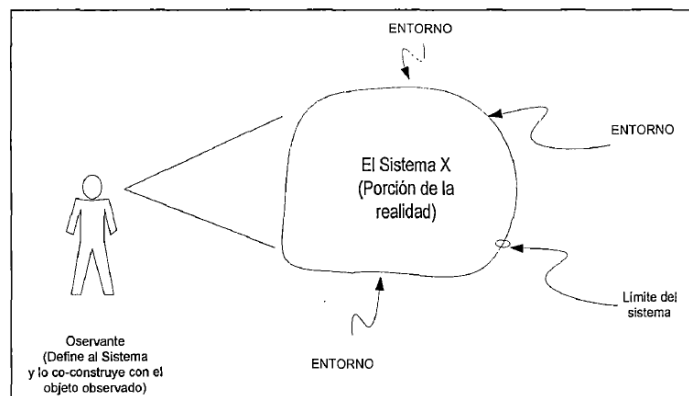 ENTORNO
ENTORNO
El Sistema X
(Porción de la
realidad)
Límite del
sistema
ENTORNO
Oservante
(Define al Sistema
y lo co-construye con el
objeto observado)